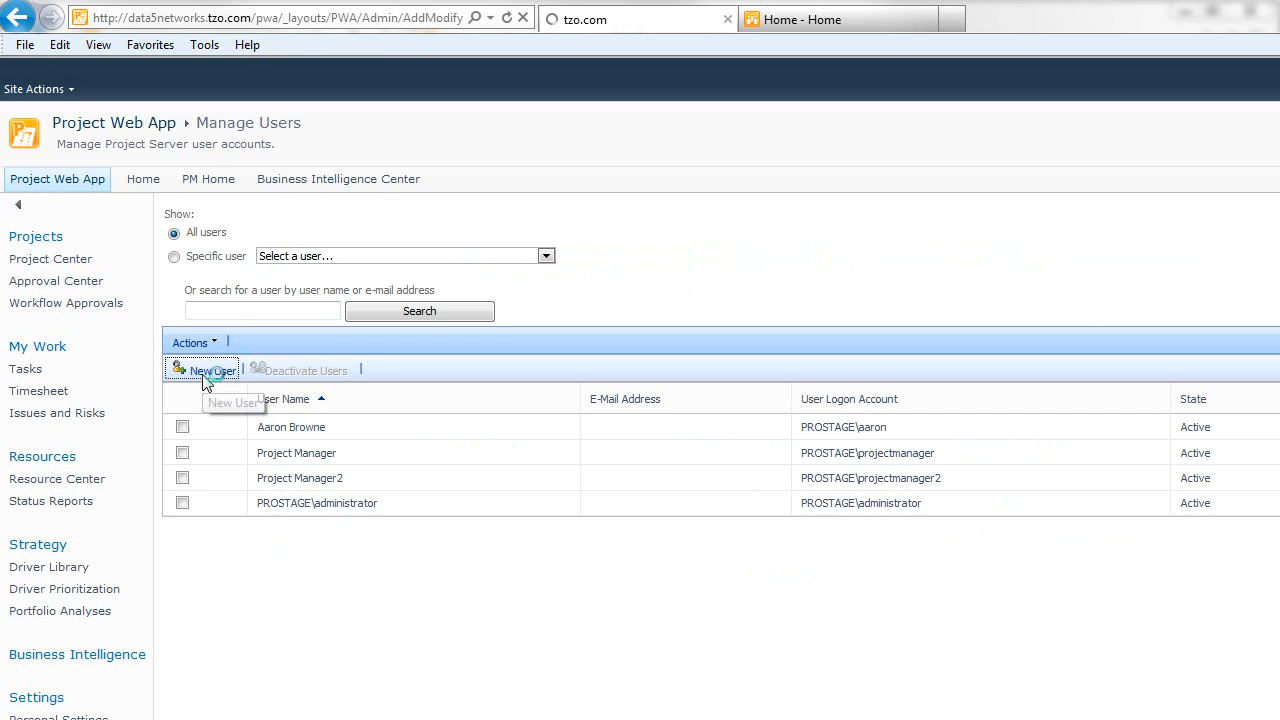 http://data5networks.tzo.com/pwa/_layouts/PWA/Admin/AddModify
tzo.com
Home - Home
File Edit View Favorites Tools Help
Site Actions
Project Web App Manage Users
Manage Project Server user accounts.
Project Web App Home PM Home Business Intelligence Center
Show:
All users
Specific user Select a user...
Or search for a user by user name or e-mail address
Search
Actions
New User Deactivate Users
New User
User Name E-Mail Address User Logon Account State
Aaron Browne PROSTAGE\aaron Active
Project Manager PROSTAGE\projectmanager Active
Project Manager2 PROSTAGE\projectmanager2 Active
PROSTAGE\administrator PROSTAGE\administrator Active
Projects
Project Center
Approval Center
Workflow Approvals
My Work
Tasks
Timesheet
Issues and Risks
Resources
Resource Center
Status Reports
Strategy
Driver Library
Driver Prioritization
Portfolio Analyses
Business Intelligence
Settings
Personal Settings